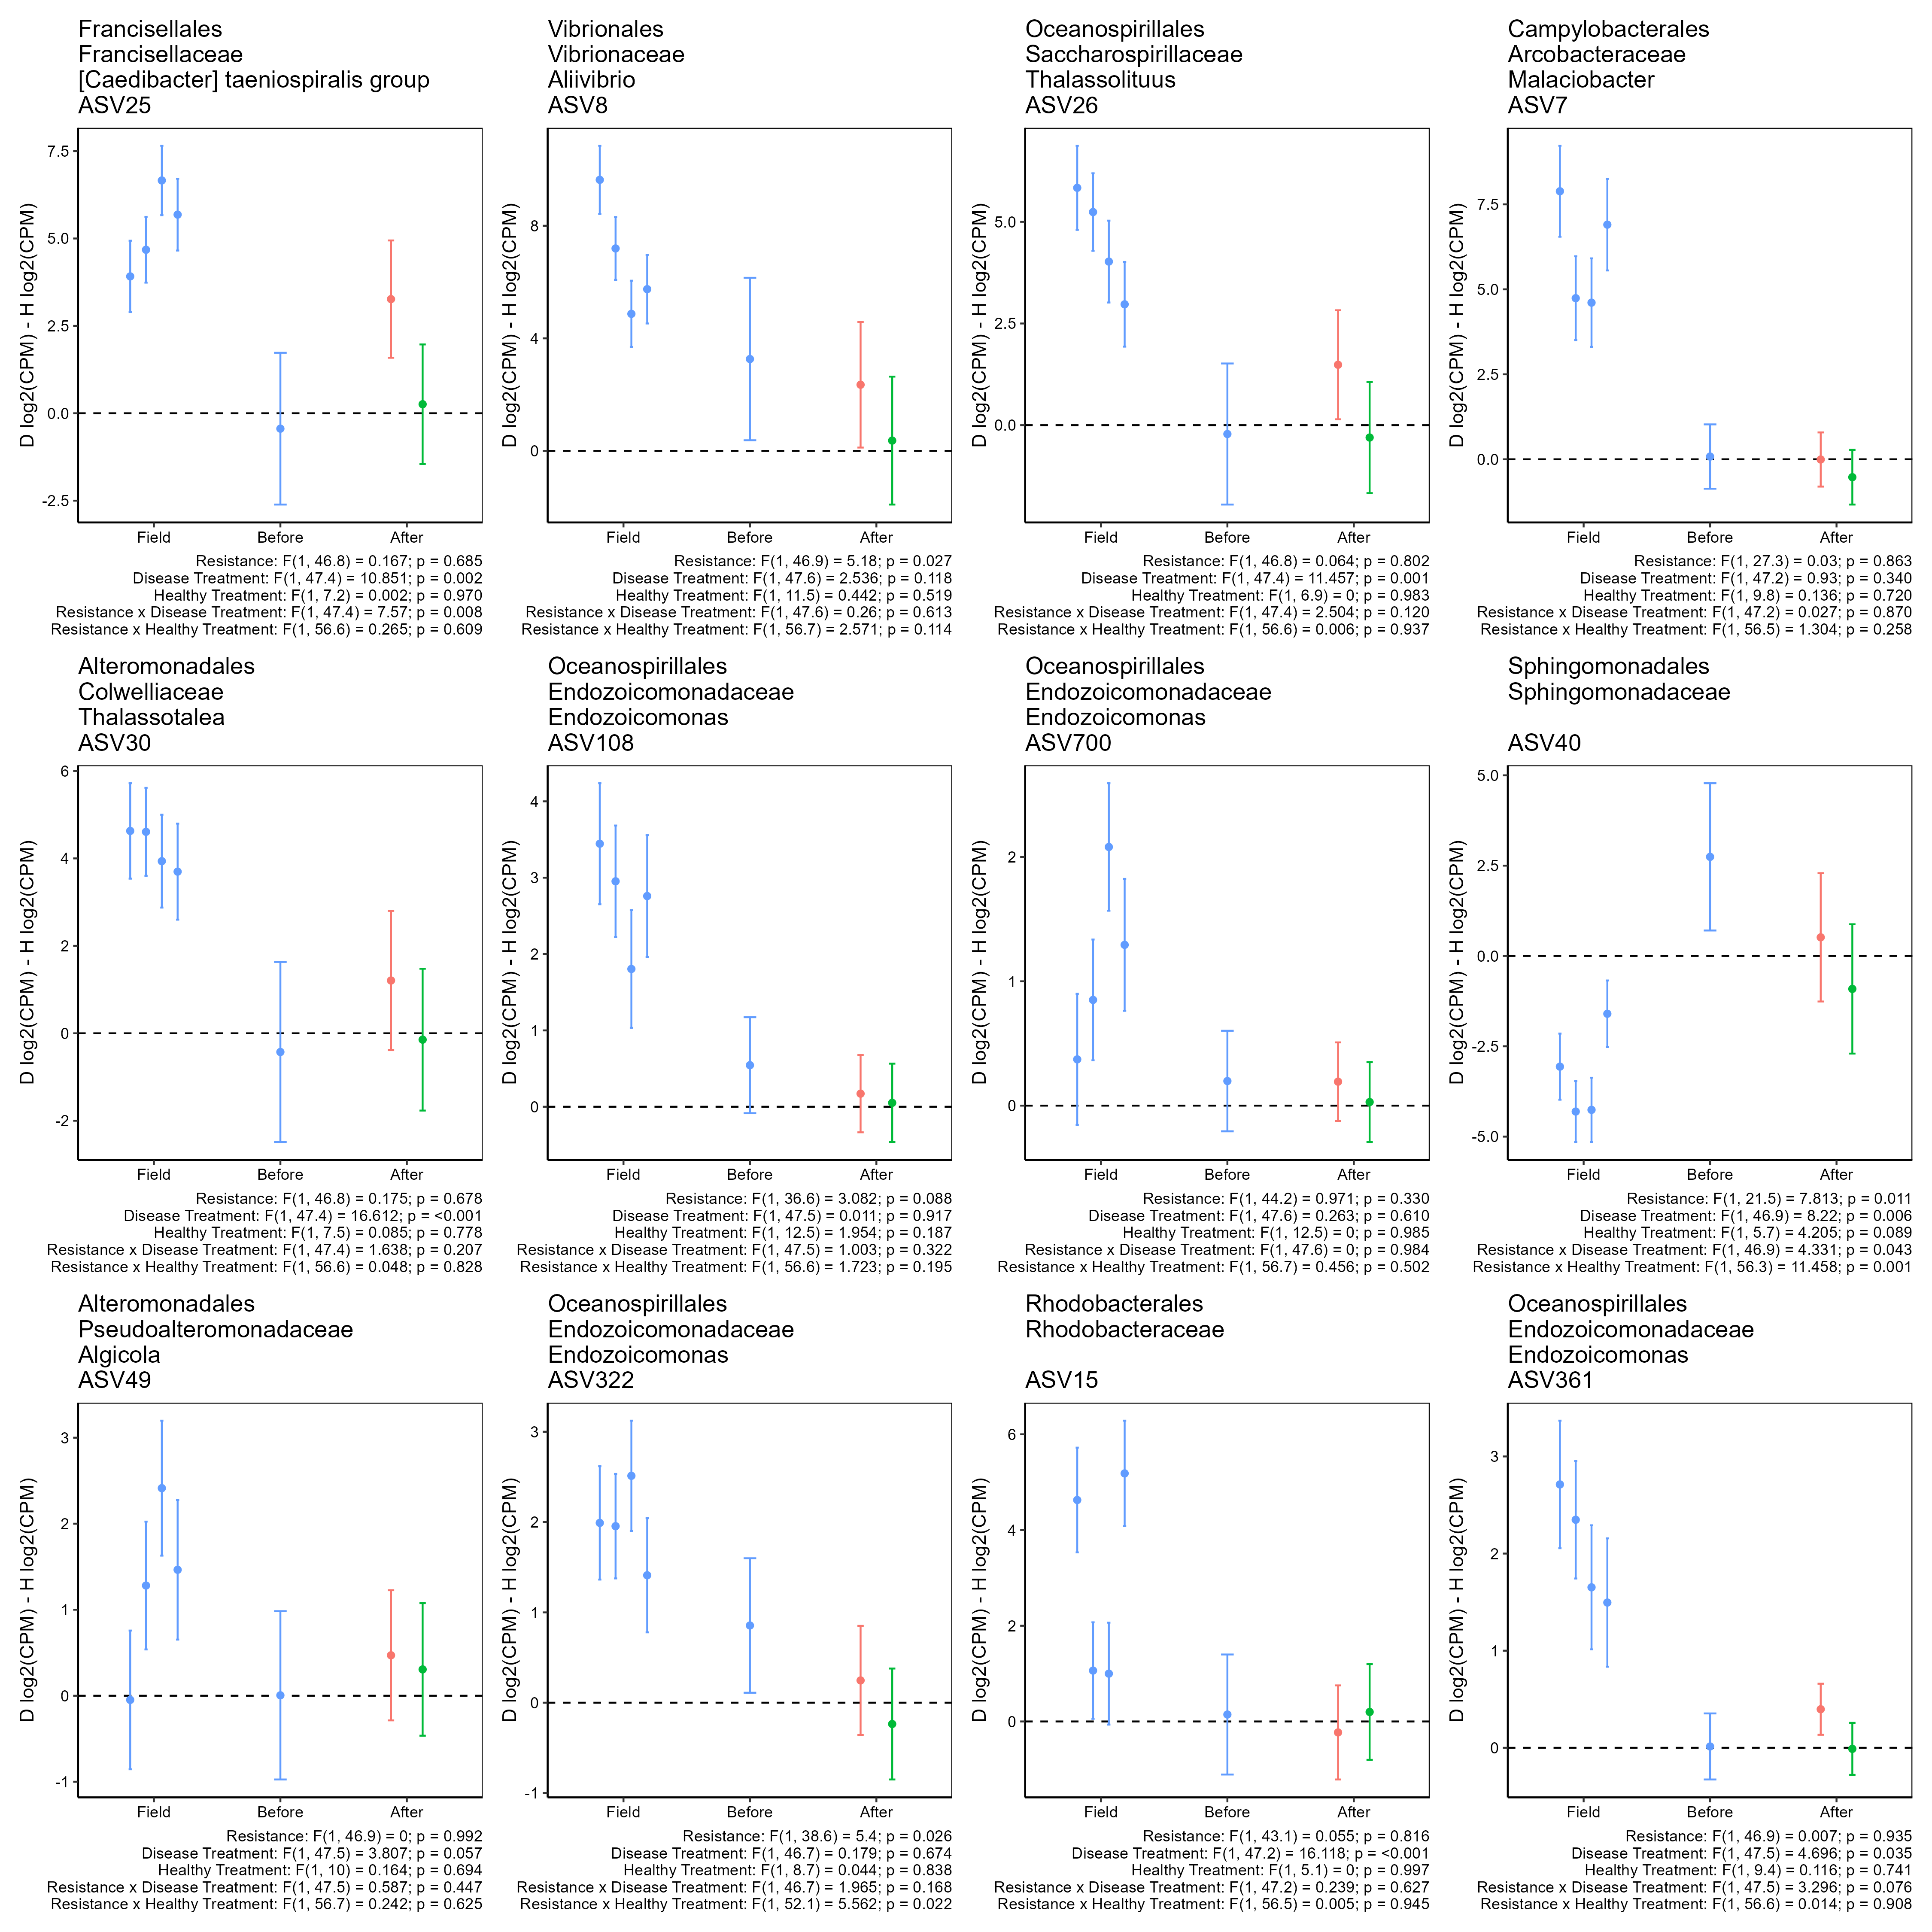 Francisellales
Francisellaceae
[Caedibacter] taeniospiralis group
ASV25
D log2(CPM) - H log2(CPM)
7.5
5.0
2.5
0.0
-2.5
Field Before After
Resistance: F(1, 46.8) = 0.167; p = 0.685
Disease Treatment: F(1, 47.4) = 10.851; p = 0.002
Healthy Treatment: F(1, 7.2) = 0.002; p = 0.970
Resistance x Disease Treatment: F(1, 47.4) = 7.57; p = 0.008
Resistance x Healthy Treatment: F(1, 56.6) = 0.265; p = 0.609
Vibrionales
Vibrionaceae
Aliivibrio
ASV8
D log2(CPM) - H log2(CPM)
8
4
0
Field Before After
Resistance: F(1, 46.9) = 5.18; p = 0.027
Disease Treatment: F(1, 47.6) = 2.536; p = 0.118
Healthy Treatment: F(1, 11.5) = 0.442; p = 0.519
Resistance x Disease Treatment: F(1, 47.6) = 0.26; p = 0.613
Resistance x Healthy Treatment: F(1, 56.7) = 2.571; p = 0.114
Oceanospirillales
Saccharospirillaceae
Thalassolituus
ASV26
D log2(CPM) - H log2(CPM)
5.0
2.5
0.0
Field Before After
Resistance: F(1, 46.8) = 0.064; p = 0.802
Disease Treatment: F(1, 47.4) = 11.457; p = 0.001
Healthy Treatment: F(1, 6.9) = 0; p = 0.983
Resistance x Disease Treatment: F(1, 47.4) = 2.504; p = 0.120
Resistance x Healthy Treatment: F(1, 56.6) = 0.006; p = 0.937
Campylobacterales
Arcobacteraceae
Malaciobacter
ASV7
D log2(CPM) - H log2(CPM)
7.5
5.0
2.5
0.0
Field Before After
Resistance: F(1, 27.3) = 0.03; p = 0.863
Disease Treatment: F(1, 47.2) = 0.93; p = 0.340
Healthy Treatment: F(1, 9.8) = 0.136; p = 0.720
Resistance x Disease Treatment: F(1, 47.2) = 0.027; p = 0.870
Resistance x Healthy Treatment: F(1, 56.5) = 1.304; p = 0.258
Alteromonadales
Colwelliaceae
Thalassotalea
ASV30
D log2(CPM) - H log2(CPM)
6
4
2
0
-2
Field Before After
Resistance: F(1, 46.8) = 0.175; p = 0.678
Disease Treatment: F(1, 47.4) = 16.612; p = <0.001
Healthy Treatment: F(1, 7.5) = 0.085; p = 0.778
Resistance x Disease Treatment: F(1, 47.4) = 1.638; p = 0.207
Resistance x Healthy Treatment: F(1, 56.6) = 0.048; p = 0.828
Oceanospirillales
Endozoicomonadaceae
Endozoicomonas
ASV108
D log2(CPM) - H log2(CPM)
4
3
2
1
0
Field Before After
Resistance: F(1, 36.6) = 3.082; p = 0.088
Disease Treatment: F(1, 47.5) = 0.011; p = 0.917
Healthy Treatment: F(1, 12.5) = 1.954; p = 0.187
Resistance x Disease Treatment: F(1, 47.5) = 1.003; p = 0.322
Resistance x Healthy Treatment: F(1, 56.6) = 1.723; p = 0.195
Oceanospirillales
Endozoicomonadaceae
Endozoicomonas
ASV700
D log2(CPM) - H log2(CPM)
2
1
0
Field Before After
Resistance: F(1, 44.2) = 0.971; p = 0.330
Disease Treatment: F(1, 47.6) = 0.263; p = 0.610
Healthy Treatment: F(1, 12.5) = 0; p = 0.985
Resistance x Disease Treatment: F(1, 47.6) = 0; p = 0.984
Resistance x Healthy Treatment: F(1, 56.7) = 0.456; p = 0.502
Sphingomonadales
Sphingomonadaceae
ASV40
D log2(CPM) - H log2(CPM)
5.0
2.5
0.0
-2.5
-5.0
Field Before After
Resistance: F(1, 21.5) = 7.813; p = 0.011
Disease Treatment: F(1, 46.9) = 8.22; p = 0.006
Healthy Treatment: F(1, 5.7) = 4.205; p = 0.089
Resistance x Disease Treatment: F(1, 46.9) = 4.331; p = 0.043
Resistance x Healthy Treatment: F(1, 56.3) = 11.458; p = 0.001
Alteromonadales
Pseudoalteromonadaceae
Algicola
ASV49
D log2(CPM) - H log2(CPM)
3
2
1
0
-1
Field Before After
Resistance: F(1, 46.9) = 0; p = 0.992
Disease Treatment: F(1, 47.5) = 3.807; p = 0.057
Healthy Treatment: F(1, 10) = 0.164; p = 0.694
Resistance x Disease Treatment: F(1, 47.5) = 0.587; p = 0.447
Resistance x Healthy Treatment: F(1, 56.7) = 0.242; p = 0.625
Oceanospirillales
Endozoicomonadaceae
Endozoicomonas
ASV322
D log2(CPM) - H log2(CPM)
3
2
1
0
-1
Field Before After
Resistance: F(1, 38.6) = 5.4; p = 0.026
Disease Treatment: F(1, 46.7) = 0.179; p = 0.674
Healthy Treatment: F(1, 8.7) = 0.044; p = 0.838
Resistance x Disease Treatment: F(1, 46.7) = 1.965; p = 0.168
Resistance x Healthy Treatment: F(1, 52.1) = 5.562; p = 0.022
Rhodobacterales
Rhodobacteraceae
ASV15
D log2(CPM) - H log2(CPM)
6
4
2
0
Field Before After
Resistance: F(1, 43.1) = 0.055; p = 0.816
Disease Treatment: F(1, 47.2) = 16.118; p = <0.001
Healthy Treatment: F(1, 5.1) = 0; p = 0.997
Resistance x Disease Treatment: F(1, 47.2) = 0.239; p = 0.627
Resistance x Healthy Treatment: F(1, 56.5) = 0.005; p = 0.945
Oceanospirillales
Endozoicomonadaceae
Endozoicomonas
ASV361
D log2(CPM) - H log2(CPM)
3
2
1
0
Field Before After
Resistance: F(1, 46.9) = 0.007; p = 0.935
Disease Treatment: F(1, 47.5) = 4.696; p = 0.035
Healthy Treatment: F(1, 9.4) = 0.116; p = 0.741
Resistance x Disease Treatment: F(1, 47.5) = 3.296; p = 0.076
Resistance x Healthy Treatment: F(1, 56.6) = 0.014; p = 0.908